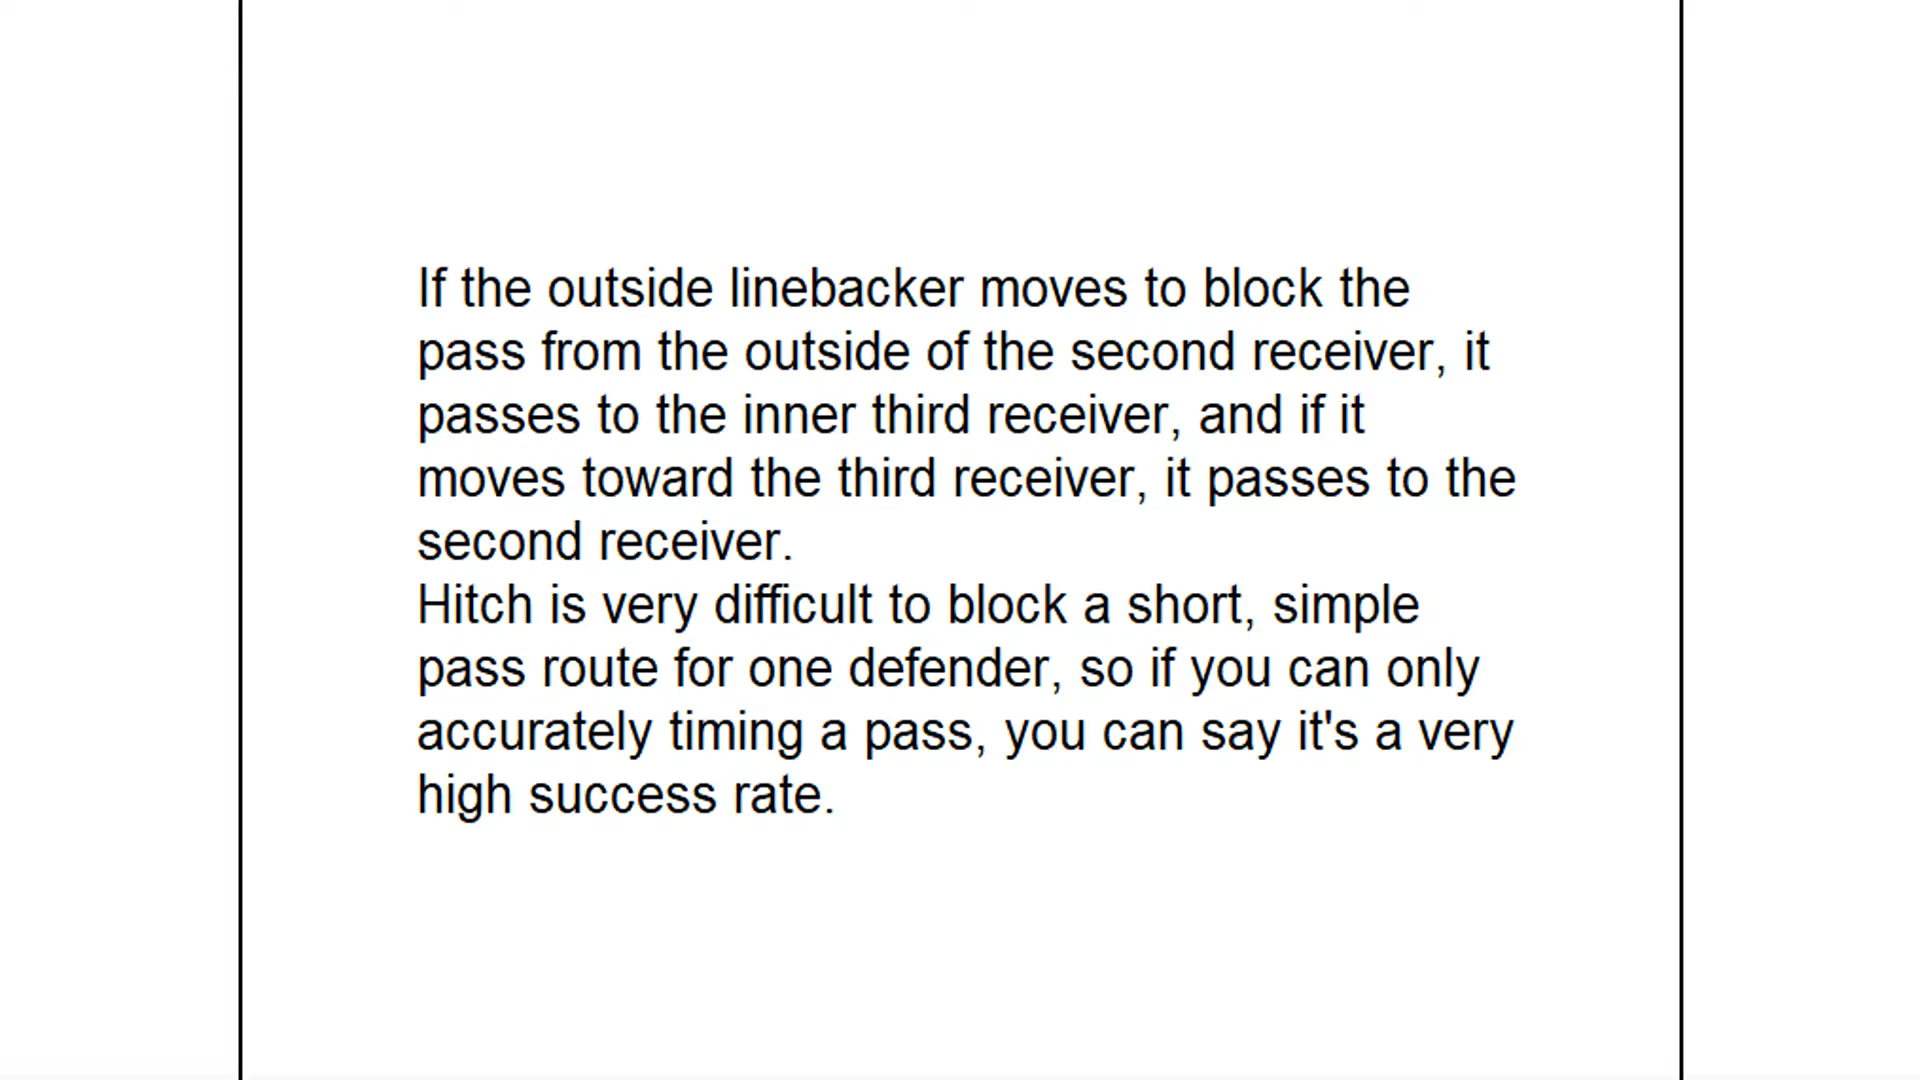 If the outside linebacker moves to block the
pass from the outside of the second receiver, it
passes to the inner third receiver, and if it
moves toward the third receiver, it passes to the
second receiver.
Hitch is very difficult to block a short, simple
pass route for one defender, so if you can only
accurately timing a pass, you can say it's a very
high success rate.